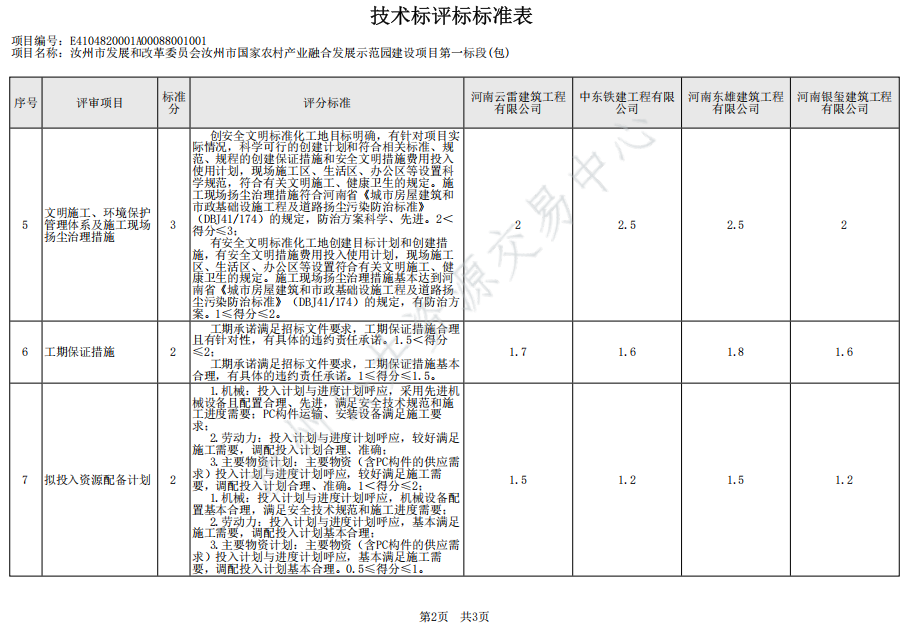 技术标评标标准表
项目编号：E4104820001A00088001001
项目名称：汝州市发展和改革委员会汝州市国家农村产业融合发展示范园建设项目第一标段(包)
序号
评审项目
标准
分
评分标准
河南云雷建筑工程
有限公司
中东铁建工程有限
公司
河南东雄建筑工程
有限公司
河南银玺建筑工程
有限公司
5
文明施工、环境保护
管理体系及施工现场
扬尘治理措施
3
创安全文明标准化工地目标明确，有针对项目实
际情况，科学可行的创建计划和符合相关标准、规
范、规程的创建保证措施和安全文明措施费用投入
使用计划，现场施工区、生活区、办公区等设置科
学规范，符合有关文明施工、健康卫生的规定。施
工现场扬尘治理措施符合河南省《城市房屋建筑和
市政基础设施工程及道路扬尘污染防治标准》
（DBJ41/174）的规定，防治方案科学、先进。2＜
得分≤3；
有安全文明标准化工地创建目标计划和创建措
施，有安全文明措施费用投入使用计划，现场施工
区、生活区、办公区等设置符合有关文明施工、健
康卫生的规定。施工现场扬尘治理措施基本达到河
南省《城市房屋建筑和市政基础设施工程及道路扬
尘污染防治标准》（DBJ41/174）的规定，有防治方
案。1≤得分≤2。
2
2.5
2.5
2
6
工期保证措施
2
工期承诺满足招标文件要求，工期保证措施合理
且有针对性，有具体的违约责任承诺。1.5＜得分
≤2；
工期承诺满足招标文件要求，工期保证措施基本
合理，有具体的违约责任承诺。1≤得分≤1.5。
1.7
1.6
1.8
1.6
7
拟投入资源配备计划
2
1.机械：投入计划与进度计划呼应，采用先进机
械设备且配置合理、先进，满足安全技术规范和施
工进度需要；PC构件运输、安装设备满足施工要
求；
2.劳动力：投入计划与进度计划呼应，较好满足
施工需要，调配投入计划合理、准确；
3.主要物资计划：主要物资（含PC构件的供应需
求）投入计划与进度计划呼应，较好满足施工需
要，调配投入计划合理、准确。1＜得分≤2；
1.机械：投入计划与进度计划呼应，机械设备配
置基本合理，满足安全技术规范和施工进度需要；
2.劳动力：投入计划与进度计划呼应，基本满足
施工需要，调配投入计划基本合理；
3.主要物资计划：主要物资（含PC构件的供应需
求）投入计划与进度计划呼应，基本满足施工需
要，调配投入计划基本合理。0.5≤得分≤1。
1.5
1.2
1.5
1.2
第2页 共3页